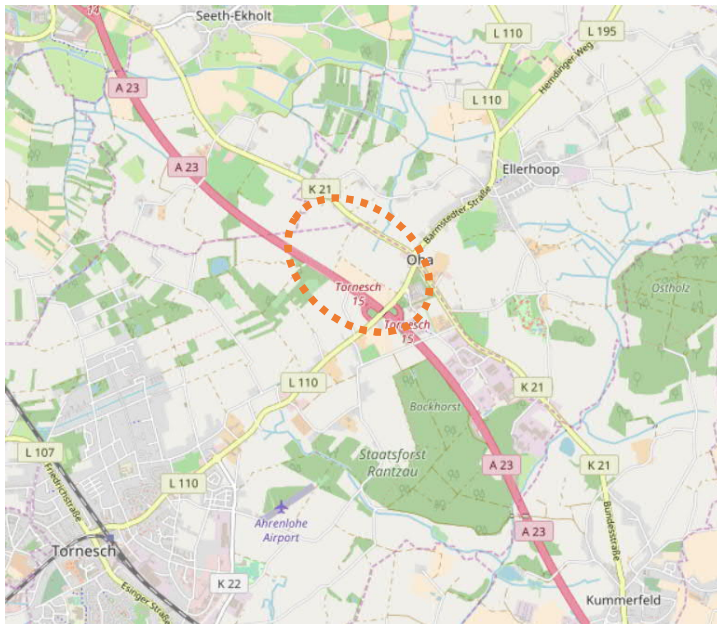 14
Seeth-Ekholt
L 110
L 195
A 23
Hemdinger Weg
L 110
A 23
Ellerhoop
K 21
Barmstedter Straße
Oha
Tornesch
15
Ostholz
Tornesch
15
L 110
K 21
Bockhorst
L 107
Friedrichstraße
Staatsforst
Rantzau
A 23
K 21
L 110
Ahrenlohe
Airport
Bundesstraße
A 23
Tornesch
K 22
Esinger Straße
Kummerfeld